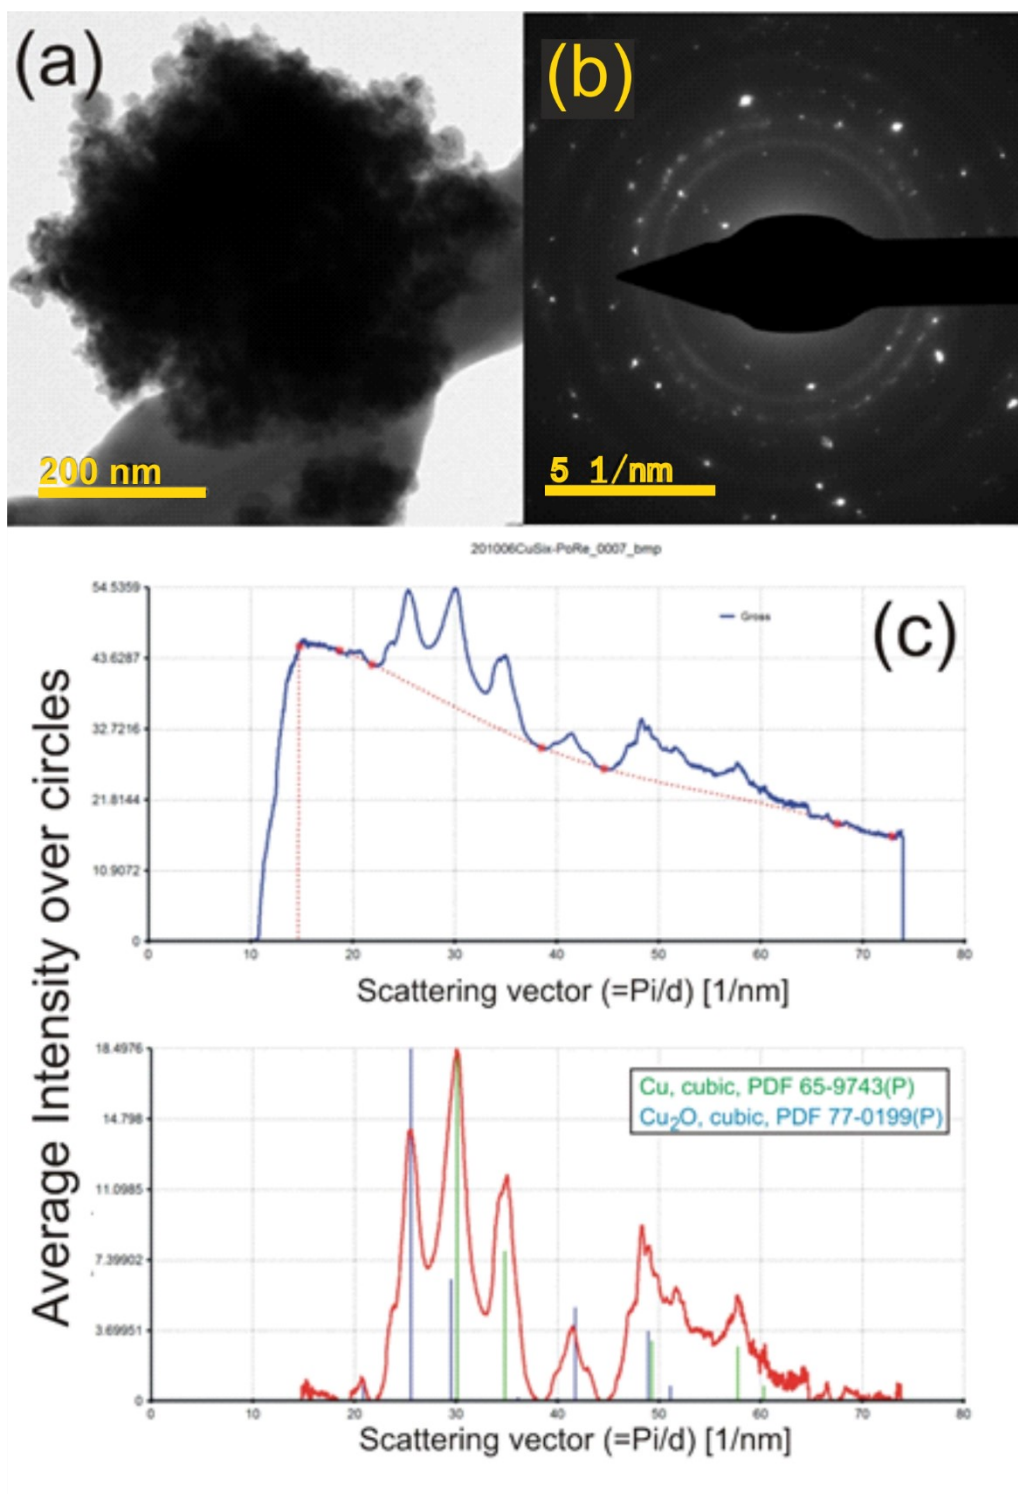 (a)
(b)
200 nm
5 1/nm
201006CuSix-PoRe_0007_bmp
54.5359
43.6287
32.7216
21.8144
10.9072
0
Gross
(c)
0 10 20 30 40 50 60 70 80
Scattering vector (=Pi/d) [1/nm]
Average Intensity over circles
18.4976
14.798
11.0985
7.39902
3.69951
0
Cu, cubic, PDF 65-9743(P)
Cu₂O, cubic, PDF 77-0199(P)
0 10 20 30 40 50 60 70 80
Scattering vector (=Pi/d) [1/nm]